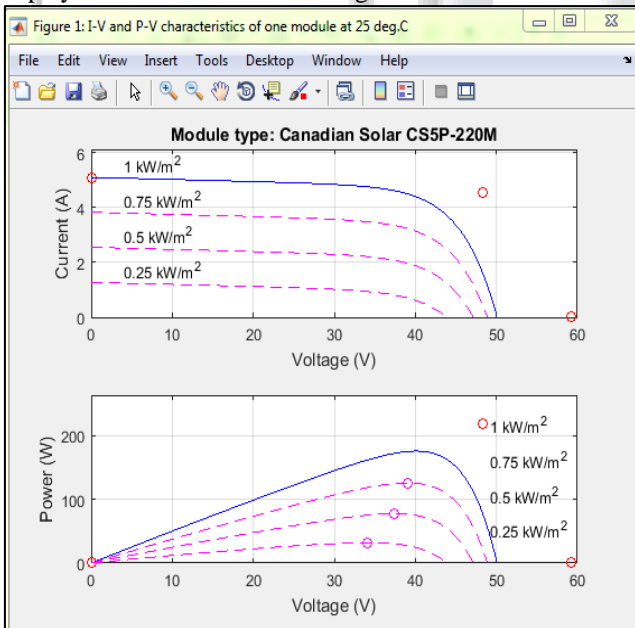 Figure 1: I-V and P-V characteristics of one module at 25 deg.C
File Edit View Insert Tools Desktop Window Help
Module type: Canadian Solar CS5P-220M
6
4
2
0
Current (A)
1 kW/m²
0.75 kW/m²
0.5 kW/m²
0.25 kW/m²
0 10 20 30 40 50 60
Voltage (V)
200
100
0
Power (W)
1 kW/m²
0.75 kW/m²
0.5 kW/m²
0.25 kW/m²
0 10 20 30 40 50 60
Voltage (V)